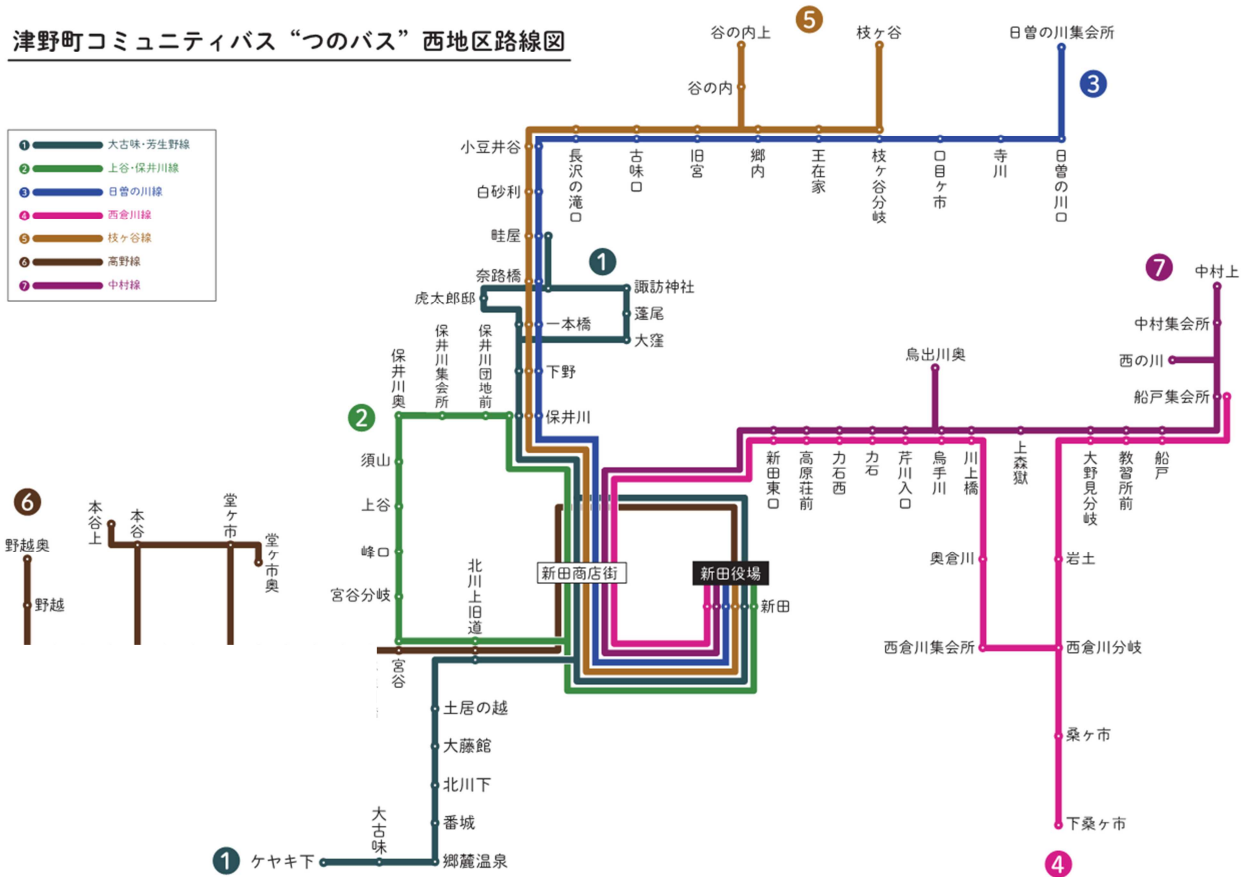 津野町コミュニティバス “つのバス” 西地区路線図
1 大古味・芳生野線
2 上谷・保井川線
3 日曽の川線
4 西倉川線
5 枝ヶ谷線
6 高野線
7 中村線
5
谷の内上
枝ヶ谷
日曽の川集会所
3
谷の内
小豆井谷
長沢の滝口
古味口
旧宮
郷内
王在家
枝ヶ谷分岐
口目ヶ市
寺川
日曽の川口
白砂利
畦屋
1
奈路橋
諏訪神社
虎太郎邸
蓬尾
一本橋
大窪
下野
保井川
保井川奥
保井川集会所
保井川団地前
2
須山
上谷
峰口
宮谷分岐
宮谷
北川上旧道
新田商店街
新田役場
新田
6
野越奥
野越
本谷上
本谷
堂ヶ市
堂ヶ市奥
土居の越
大藤館
北川下
番城
郷麓温泉
大古味
1
ケヤキ下
7
中村上
中村集会所
西の川
船戸集会所
烏出川奥
新田東口
高原荘前
力石西
力石
芹川入口
烏手川
川上橋
上森獄
大野見分岐
教習所前
船戸
奥倉川
岩土
西倉川集会所
西倉川分岐
桑ヶ市
下桑ヶ市
4